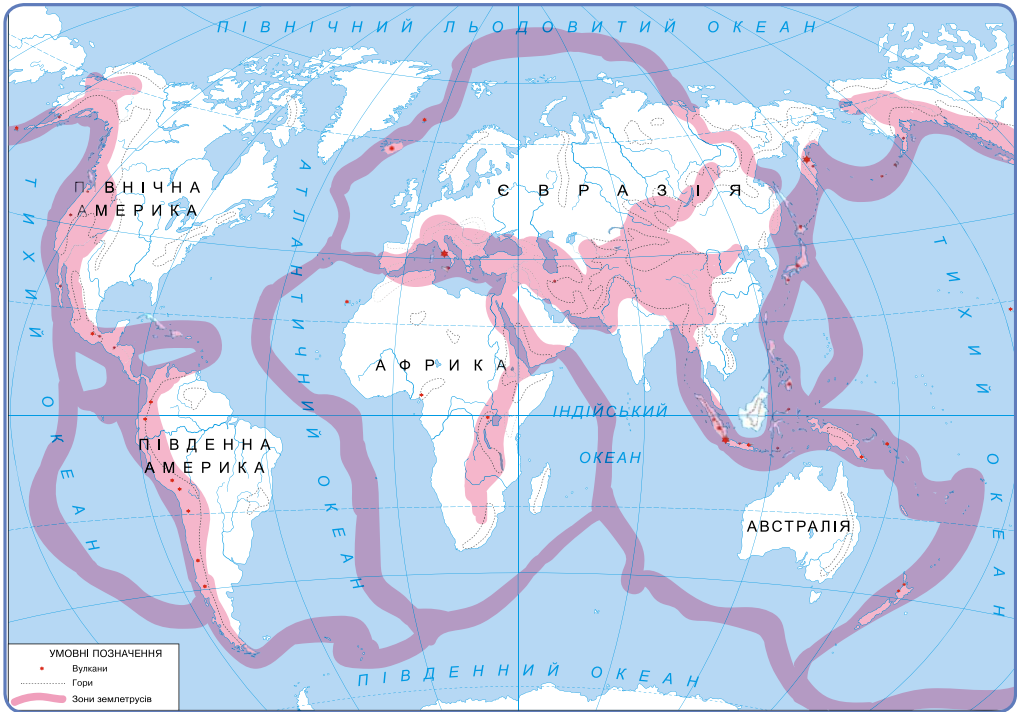 ПІВНІЧНИЙ ЛЬОДОВИТИЙ ОКЕАН
ПІВНІЧНА
АМЕРИКА
ЄВРАЗІЯ
ТИХИЙ ОКЕАН
АТЛАНТИЧНИЙ ОКЕАН
ТИХИЙ ОКЕАН
АФРИКА
ІНДІЙСЬКИЙ
ОКЕАН
ПІВДЕННА
АМЕРИКА
АВСТРАЛІЯ
ПІВДЕННИЙ ОКЕАН
УМОВНІ ПОЗНАЧЕННЯ
Вулкани
Гори
Зони землетрусів